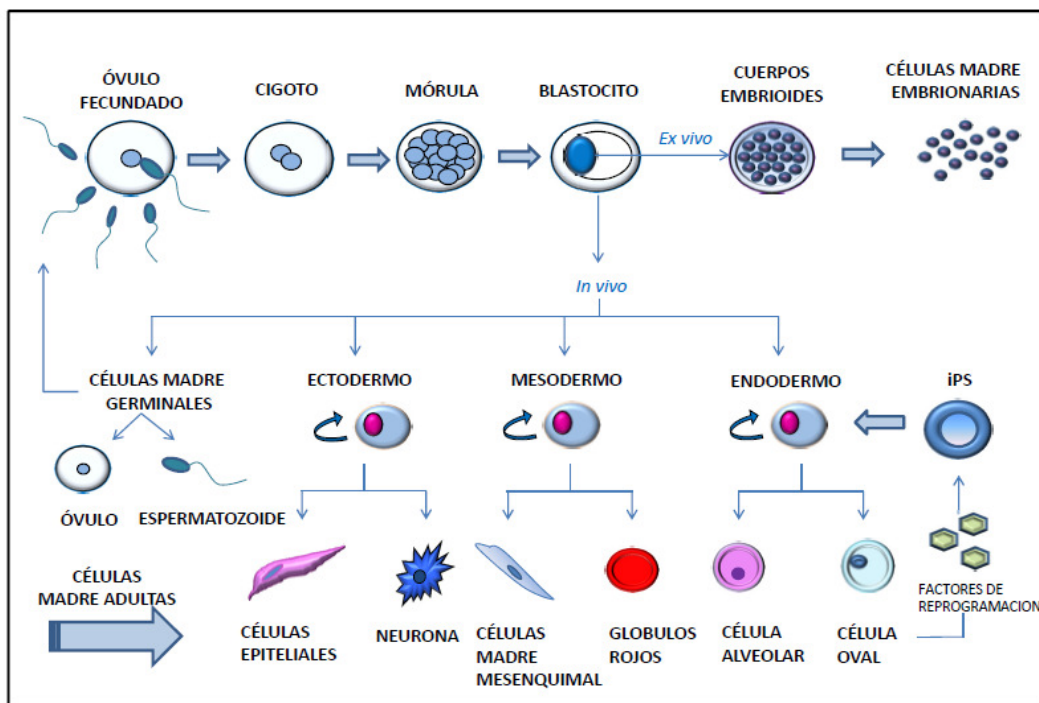 ÓVULO
FECUNDADO
CIGOTO
MÓRULA
BLASTOCITO
CUERPOS
EMBRIOIDES
CÉLULAS MADRE
EMBRIONARIAS
Ex vivo
In vivo
CÉLULAS MADRE
GERMINALES
ECTODERMO
MESODERMO
ENDODERMO
iPS
ÓVULO
ESPERMATOZOIDE
CÉLULAS
MADRE ADULTAS
CÉLULAS
EPITELIALES
NEURONA
CÉLULAS
MADRE
MESENQUIMAL
GLOBULOS
ROJOS
CÉLULA
ALVEOLAR
CÉLULA
OVAL
FACTORES DE
REPROGRAMACION